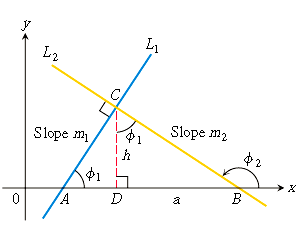 y
L₂
L₁
C
Slope m₁
ϕ₁
Slope m₂
h
ϕ₁
ϕ₂
0
A
D
a
B
x